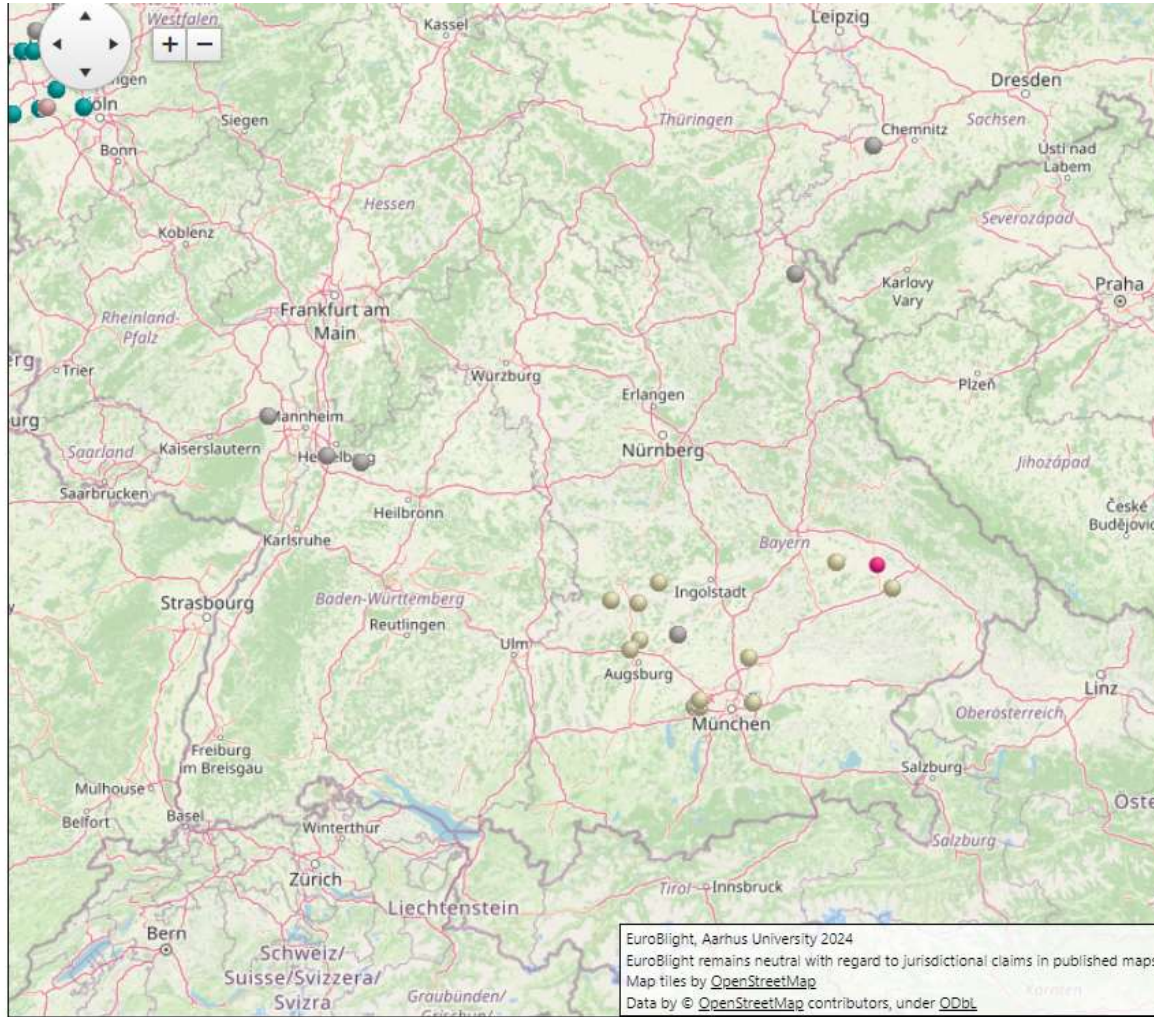 Westfalen
Kassel
Leipzig
+ −
Dresden
Siegen
Thüringen
Chemnitz
Sachsen
Bonn
Ústí nad
Labem
Hessen
Severozápad
Koblenz
Karlovy
Vary
Praha
Frankfurt am
Main
Rheinland-
Pfalz
Trier
Würzburg
Plzeň
Erlangen
Mannheim
Nürnberg
Kaiserslautern
Saarland
Jihozápad
Saarbrücken
Heilbronn
České
Budějovic
Karlsruhe
Bayern
Strasbourg
Baden-Württemberg
Ingolstadt
Reutlingen
Ulm
Augsburg
Linz
Oberösterreich
München
Freiburg
im Breisgau
Salzburg
Mulhouse
Öste
Belfort
Basel
Winterthur
Salzburg
Zürich
Tirol
Innsbruck
Liechtenstein
Bern
Schweiz/
Suisse/Svizzera/
Svizra
Graubünden/
EuroBlight, Aarhus University 2024
EuroBlight remains neutral with regard to jurisdictional claims in published maps
Map tiles by OpenStreetMap
Data by © OpenStreetMap contributors, under ODbL